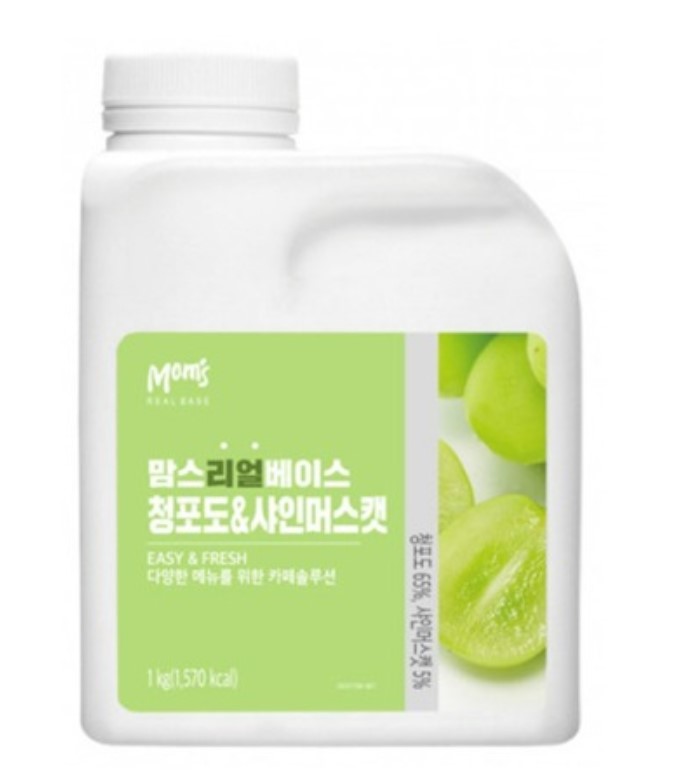 Mom's
REAL BASE
맘스리얼베이스
청포도&샤인머스캣
EASY & FRESH
다양한 메뉴를 위한 카페솔루션
1 kg(1,570 kcal)
청포도 65%, 샤인머스캣 5%